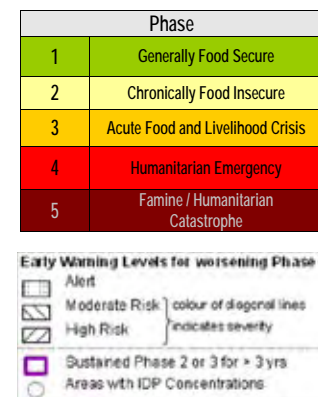 Phase
1 Generally Food Secure
2 Chronically Food Insecure
3 Acute Food and Livelihood Crisis
4 Humanitarian Emergency
5 Famine / Humanitarian
Catastrophe
Early Warning Levels for worsening Phase
Alert
Moderate Risk } colour of diagonal lines
High Risk indicates severity
Sustained Phase 2 or 3 for > 3 yrs
Areas with IDP Concentrations